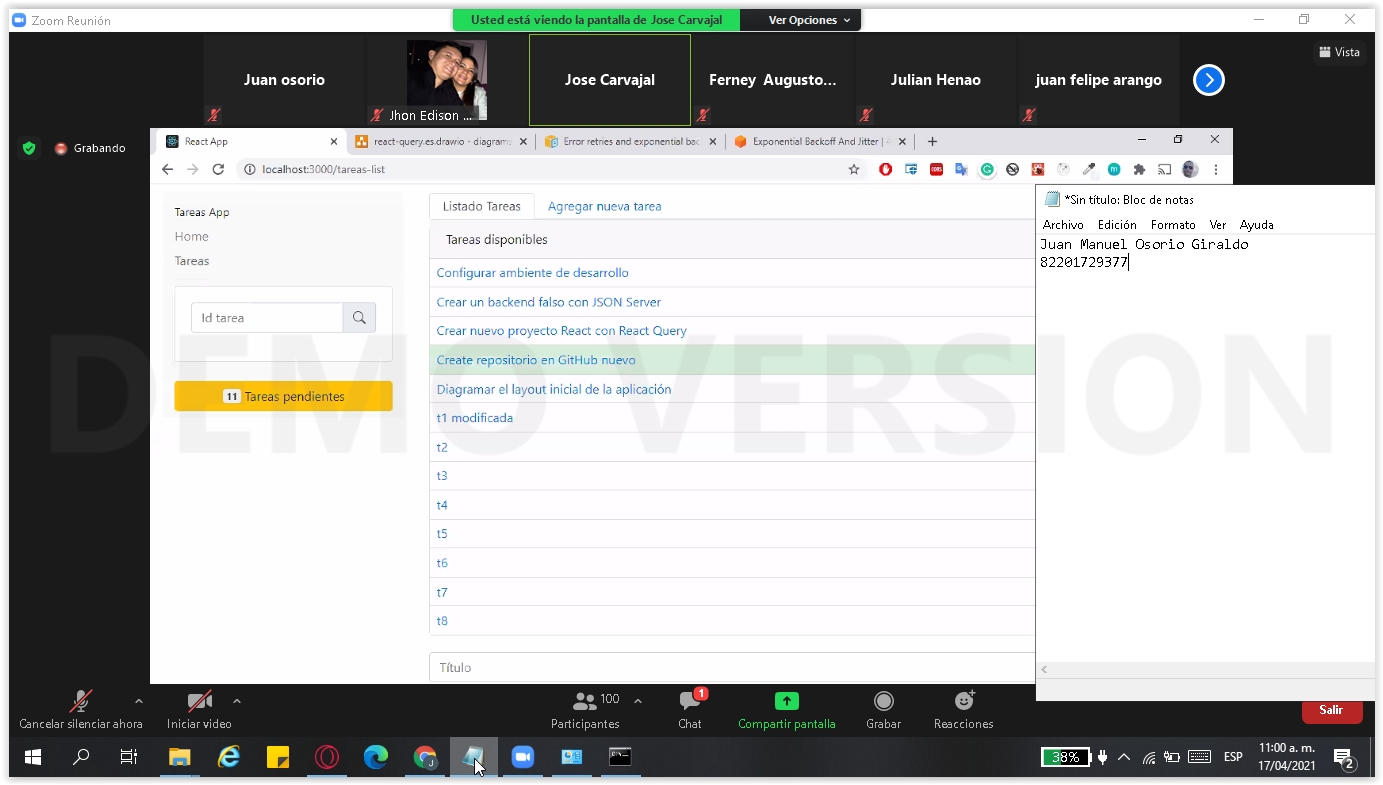 Zoom Reunión
Usted está viendo la pantalla de Jose Carvajal
Ver Opciones
Vista
Juan osorio
Jhon Edison ...
Jose Carvajal
Ferney Augusto...
Julian Henao
juan felipe arango
Grabando
React App
react-query.es.drawio - diagrams
Error retries and exponential bac
Exponential Backoff And Jitter |
localhost:3000/tareas-list
Tareas App
Home
Tareas
Id tarea
11 Tareas pendientes
Listado Tareas
Agregar nueva tarea
Tareas disponibles
Configurar ambiente de desarrollo
Crear un backend falso con JSON Server
Crear nuevo proyecto React con React Query
Create repositorio en GitHub nuevo
Diagramar el layout inicial de la aplicación
t1 modificada
t2
t3
t4
t5
t6
t7
t8
Título
*Sin título: Bloc de notas
Archivo Edición Formato Ver Ayuda
Juan Manuel Osorio Giraldo
82201729377
DEMO VERSION
Cancelar silenciar ahora
Iniciar video
100
Participantes
1
Chat
Compartir pantalla
Grabar
Reacciones
Salir
38%
ESP
11:00 a. m.
17/04/2021
2